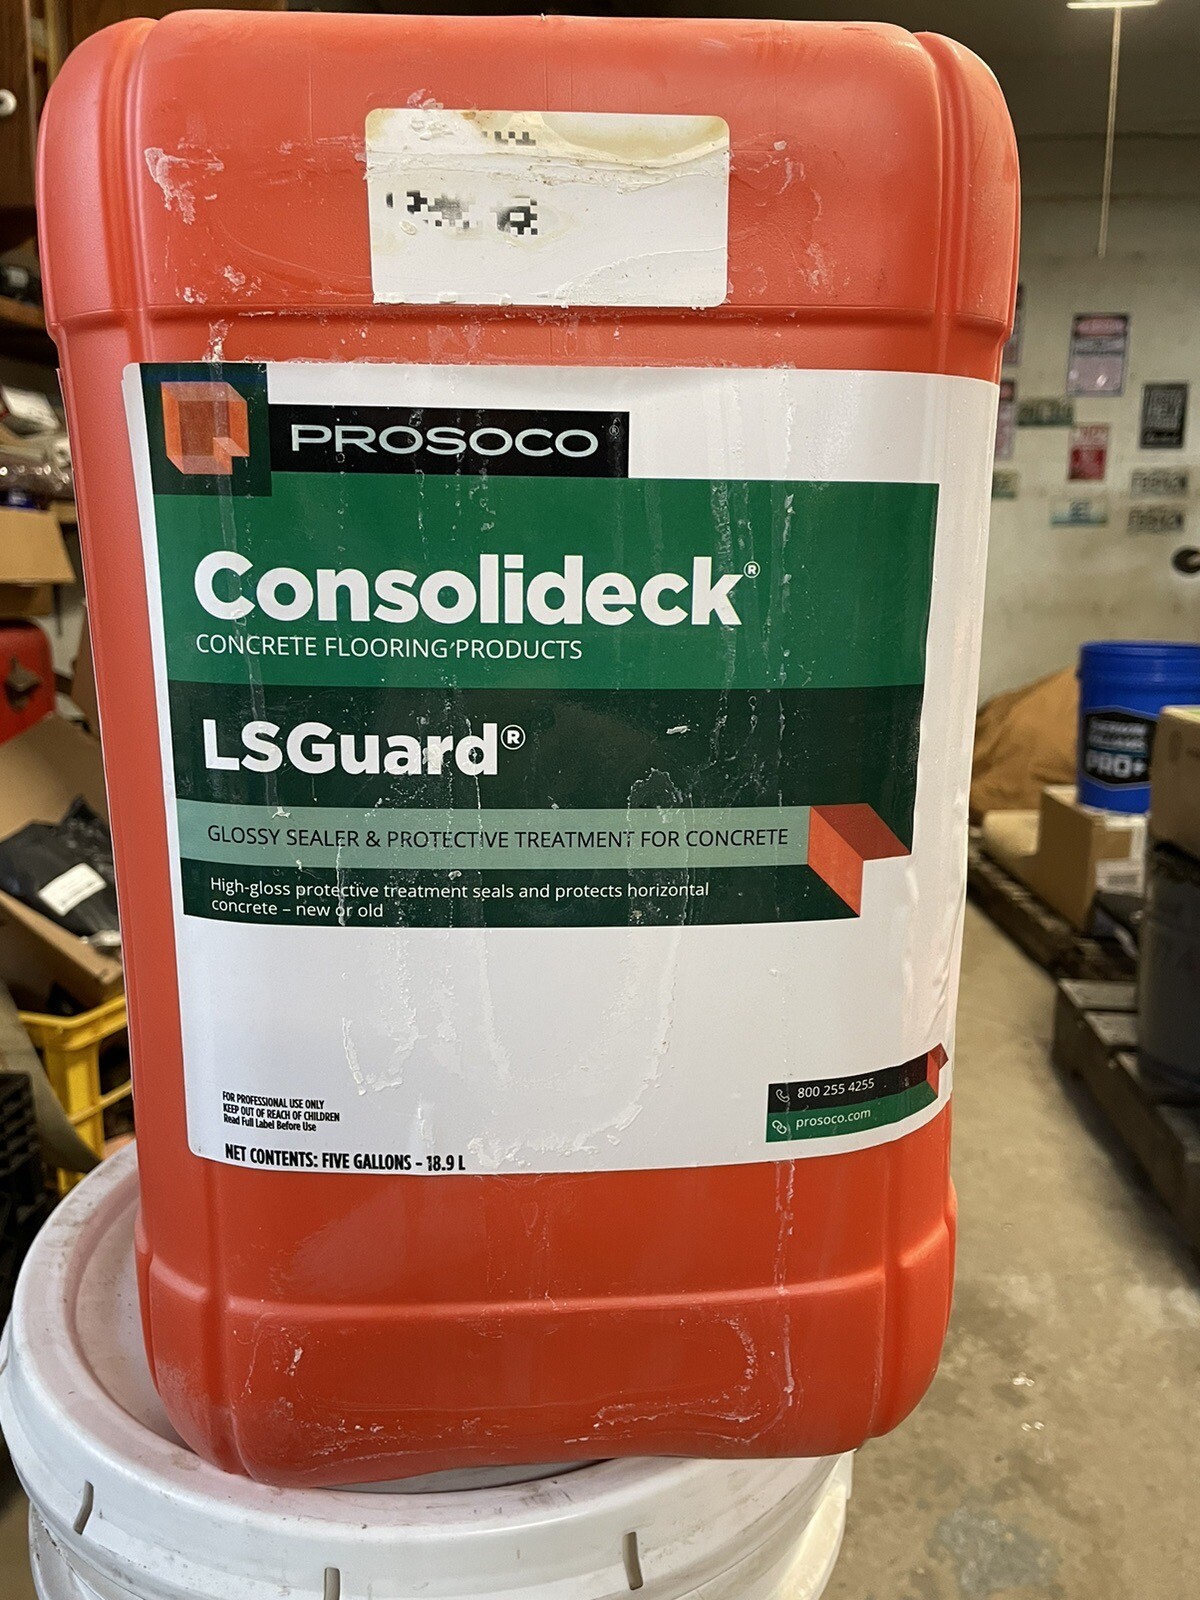 PROSOCO®
Consolideck®
CONCRETE FLOORING PRODUCTS
LSGuard®
GLOSSY SEALER & PROTECTIVE TREATMENT FOR CONCRETE
High-gloss protective treatment seals and protects horizontal
concrete – new or old
FOR PROFESSIONAL USE ONLY
KEEP OUT OF REACH OF CHILDREN
Read Full Label Before Use
NET CONTENTS: FIVE GALLONS – 18.9 L
800 255 4255
prosoco.com
PRO+